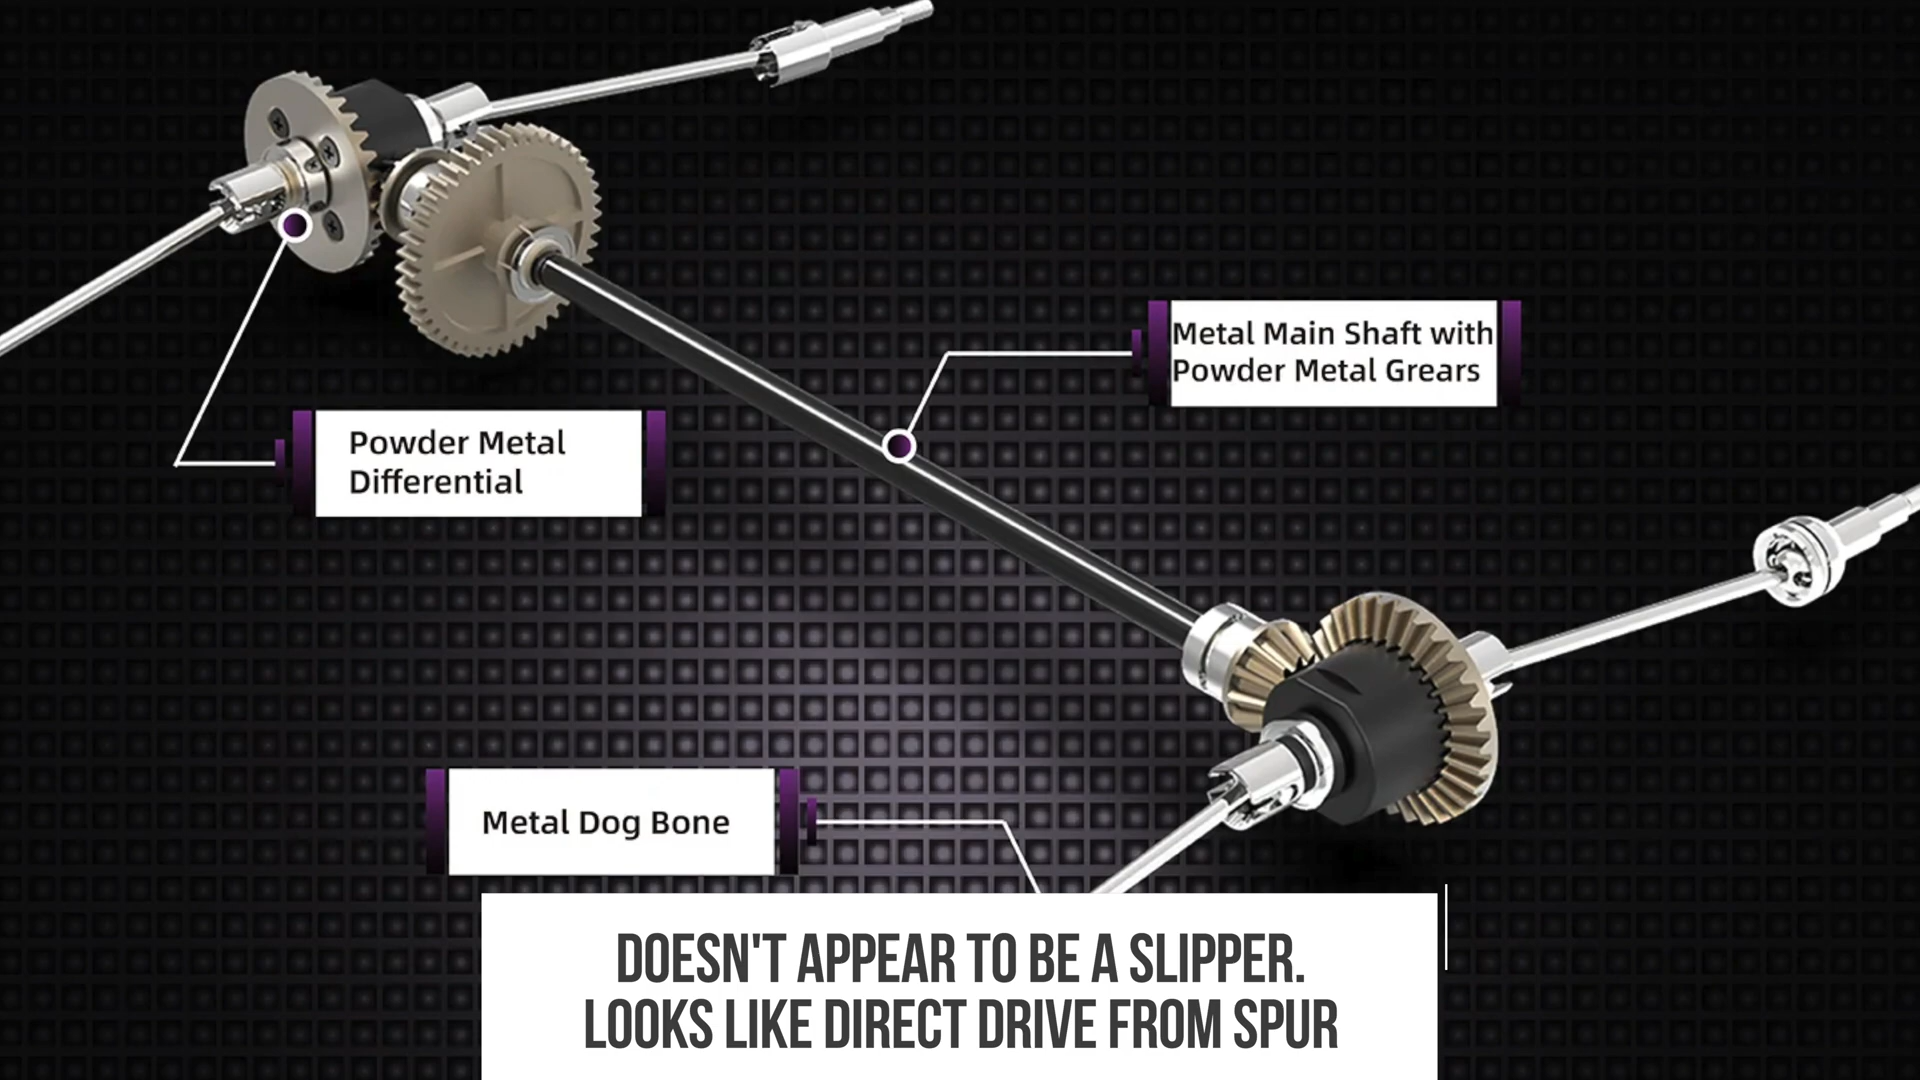 Metal Main Shaft with
Powder Metal Grears
Powder Metal
Differential
Metal Dog Bone
DOESN'T APPEAR TO BE A SLIPPER.
LOOKS LIKE DIRECT DRIVE FROM SPUR